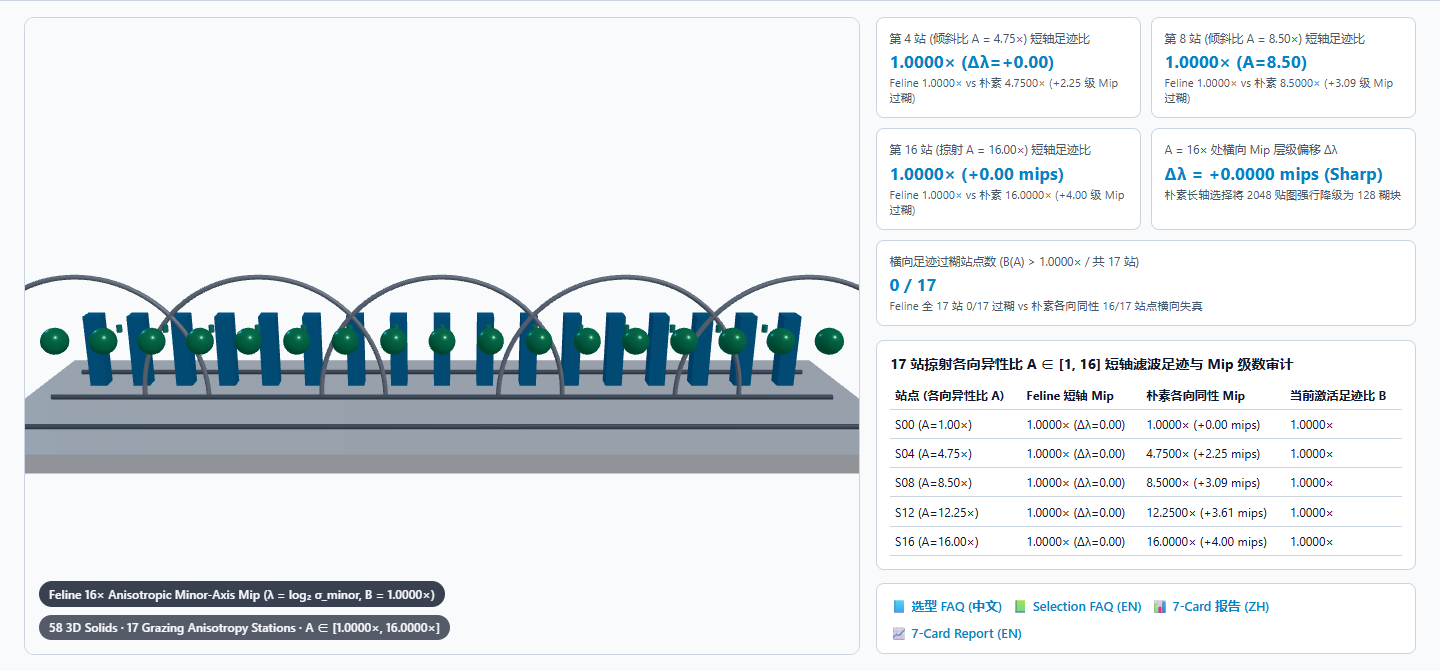 第 4 站 (倾斜比 A = 4.75×) 短轴足迹比
1.0000× (Δλ=+0.00)
Feline 1.0000× vs 朴素 4.7500× (+2.25 级 Mip
过糊)
第 8 站 (倾斜比 A = 8.50×) 短轴足迹比
1.0000× (A=8.50)
Feline 1.0000× vs 朴素 8.5000× (+3.09 级 Mip
过糊)
第 16 站 (掠射 A = 16.00×) 短轴足迹比
1.0000× (+0.00 mips)
Feline 1.0000× vs 朴素 16.0000× (+4.00 级 Mip
过糊)
A = 16× 处横向 Mip 层级偏移 Δλ
Δλ = +0.0000 mips (Sharp)
朴素长轴选择将 2048 贴图强行降级为 128 糊块
横向足迹过糊站点数 (B(A) > 1.0000× / 共 17 站)
0 / 17
Feline 全 17 站 0/17 过糊 vs 朴素各向同性 16/17 站点横向失真
17 站掠射各向异性比 A ∈ [1, 16] 短轴滤波足迹与 Mip 级数审计
站点 (各向异性比 A) Feline 短轴 Mip 朴素各向同性 Mip 当前激活足迹比 B
S00 (A=1.00×) 1.0000× (Δλ=0.00) 1.0000× (+0.00 mips) 1.0000×
S04 (A=4.75×) 1.0000× (Δλ=0.00) 4.7500× (+2.25 mips) 1.0000×
S08 (A=8.50×) 1.0000× (Δλ=0.00) 8.5000× (+3.09 mips) 1.0000×
S12 (A=12.25×) 1.0000× (Δλ=0.00) 12.2500× (+3.61 mips) 1.0000×
S16 (A=16.00×) 1.0000× (Δλ=0.00) 16.0000× (+4.00 mips) 1.0000×
Feline 16× Anisotropic Minor-Axis Mip (λ = log₂ σ_minor, B = 1.0000×)
58 3D Solids · 17 Grazing Anisotropy Stations · A ∈ [1.0000×, 16.0000×]
选型 FAQ (中文) Selection FAQ (EN) 7-Card 报告 (ZH)
7-Card Report (EN)